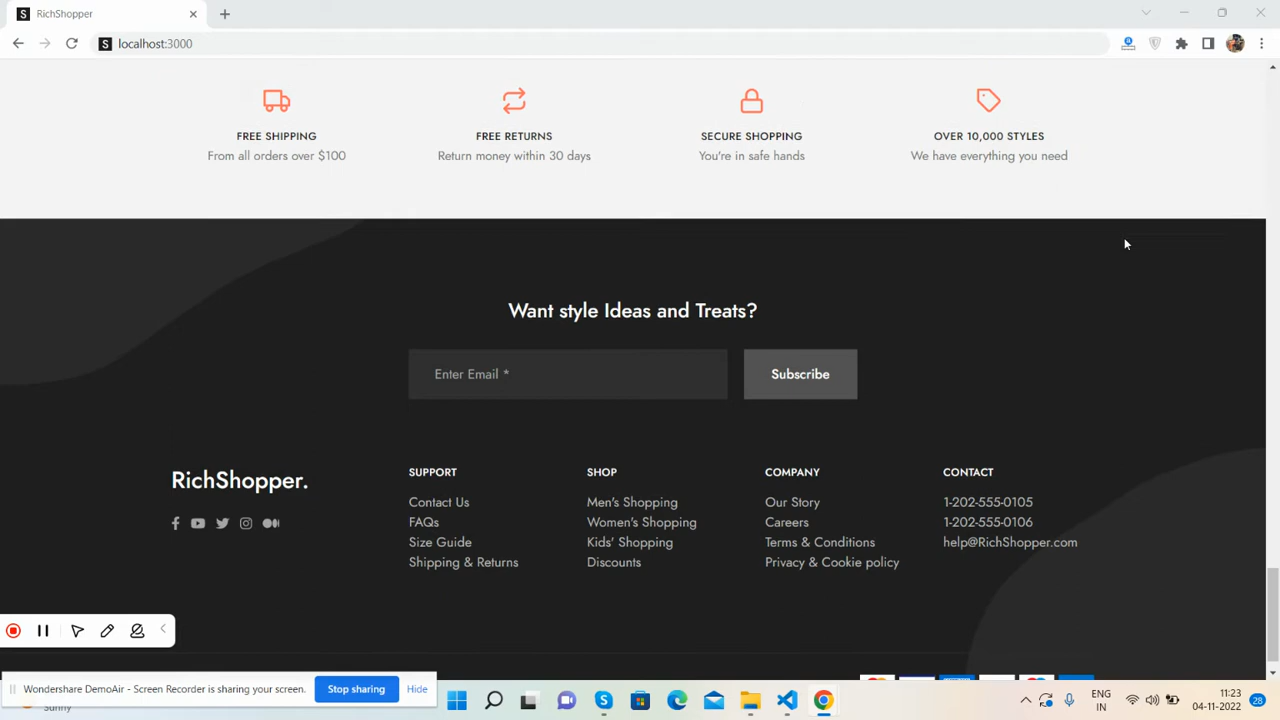 RichShopper
localhost:3000
FREE SHIPPING
From all orders over $100
FREE RETURNS
Return money within 30 days
SECURE SHOPPING
You're in safe hands
OVER 10,000 STYLES
We have everything you need
Want style Ideas and Treats?
Enter Email *
Subscribe
RichShopper.
SUPPORT
Contact Us
FAQs
Size Guide
Shipping & Returns
SHOP
Men's Shopping
Women's Shopping
Kids' Shopping
Discounts
COMPANY
Our Story
Careers
Terms & Conditions
Privacy & Cookie policy
CONTACT
1-202-555-0105
1-202-555-0106
help@RichShopper.com
Wondershare DemoAir - Screen Recorder is sharing your screen.
Stop sharing
Hide
Sunny
ENG
IN
11:23
04-11-2022
28